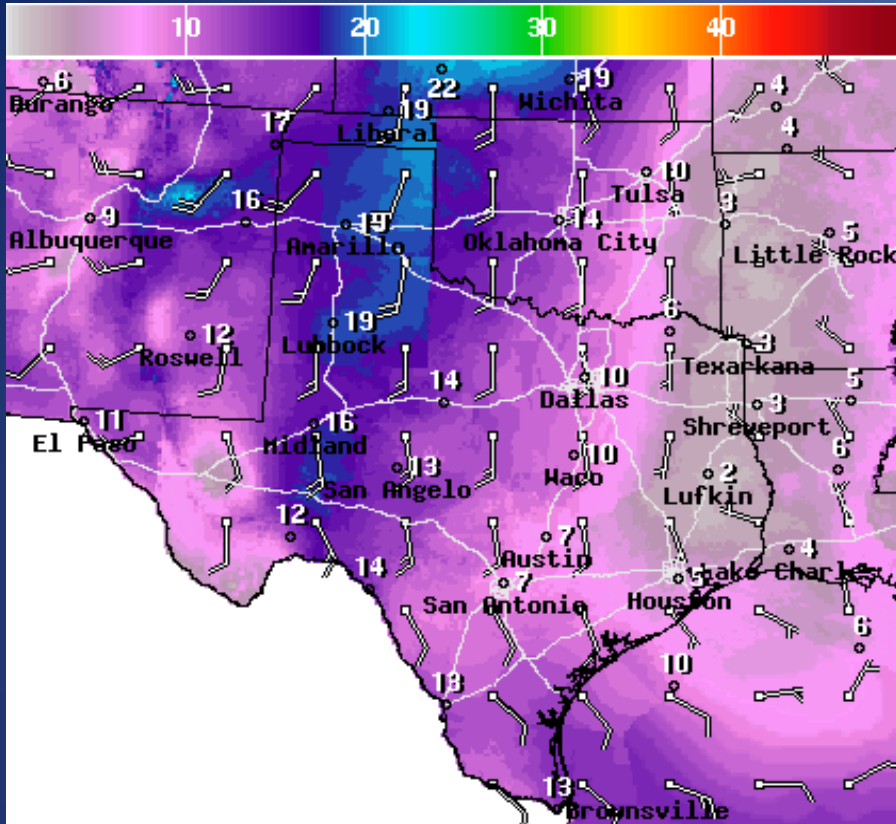 10 20 30 40
6 22 19 4
Durango Wichita
19
17 Liberal 4
10
Tulsa
16 19 14 3
9 5
Albuquerque Amarillo Oklahoma City Little Rock
12 19 6
Roswell Lubbock 3
Texarkana
14 10 5
Dallas 3
11 16 Shreveport
El Paso Midland 10 6
13 Waco 2
San Angelo Lufkin
12 7 4
Austin
14 7 5 Lake Charl
San Antonio Houston
6
13 10
13
Brownsville